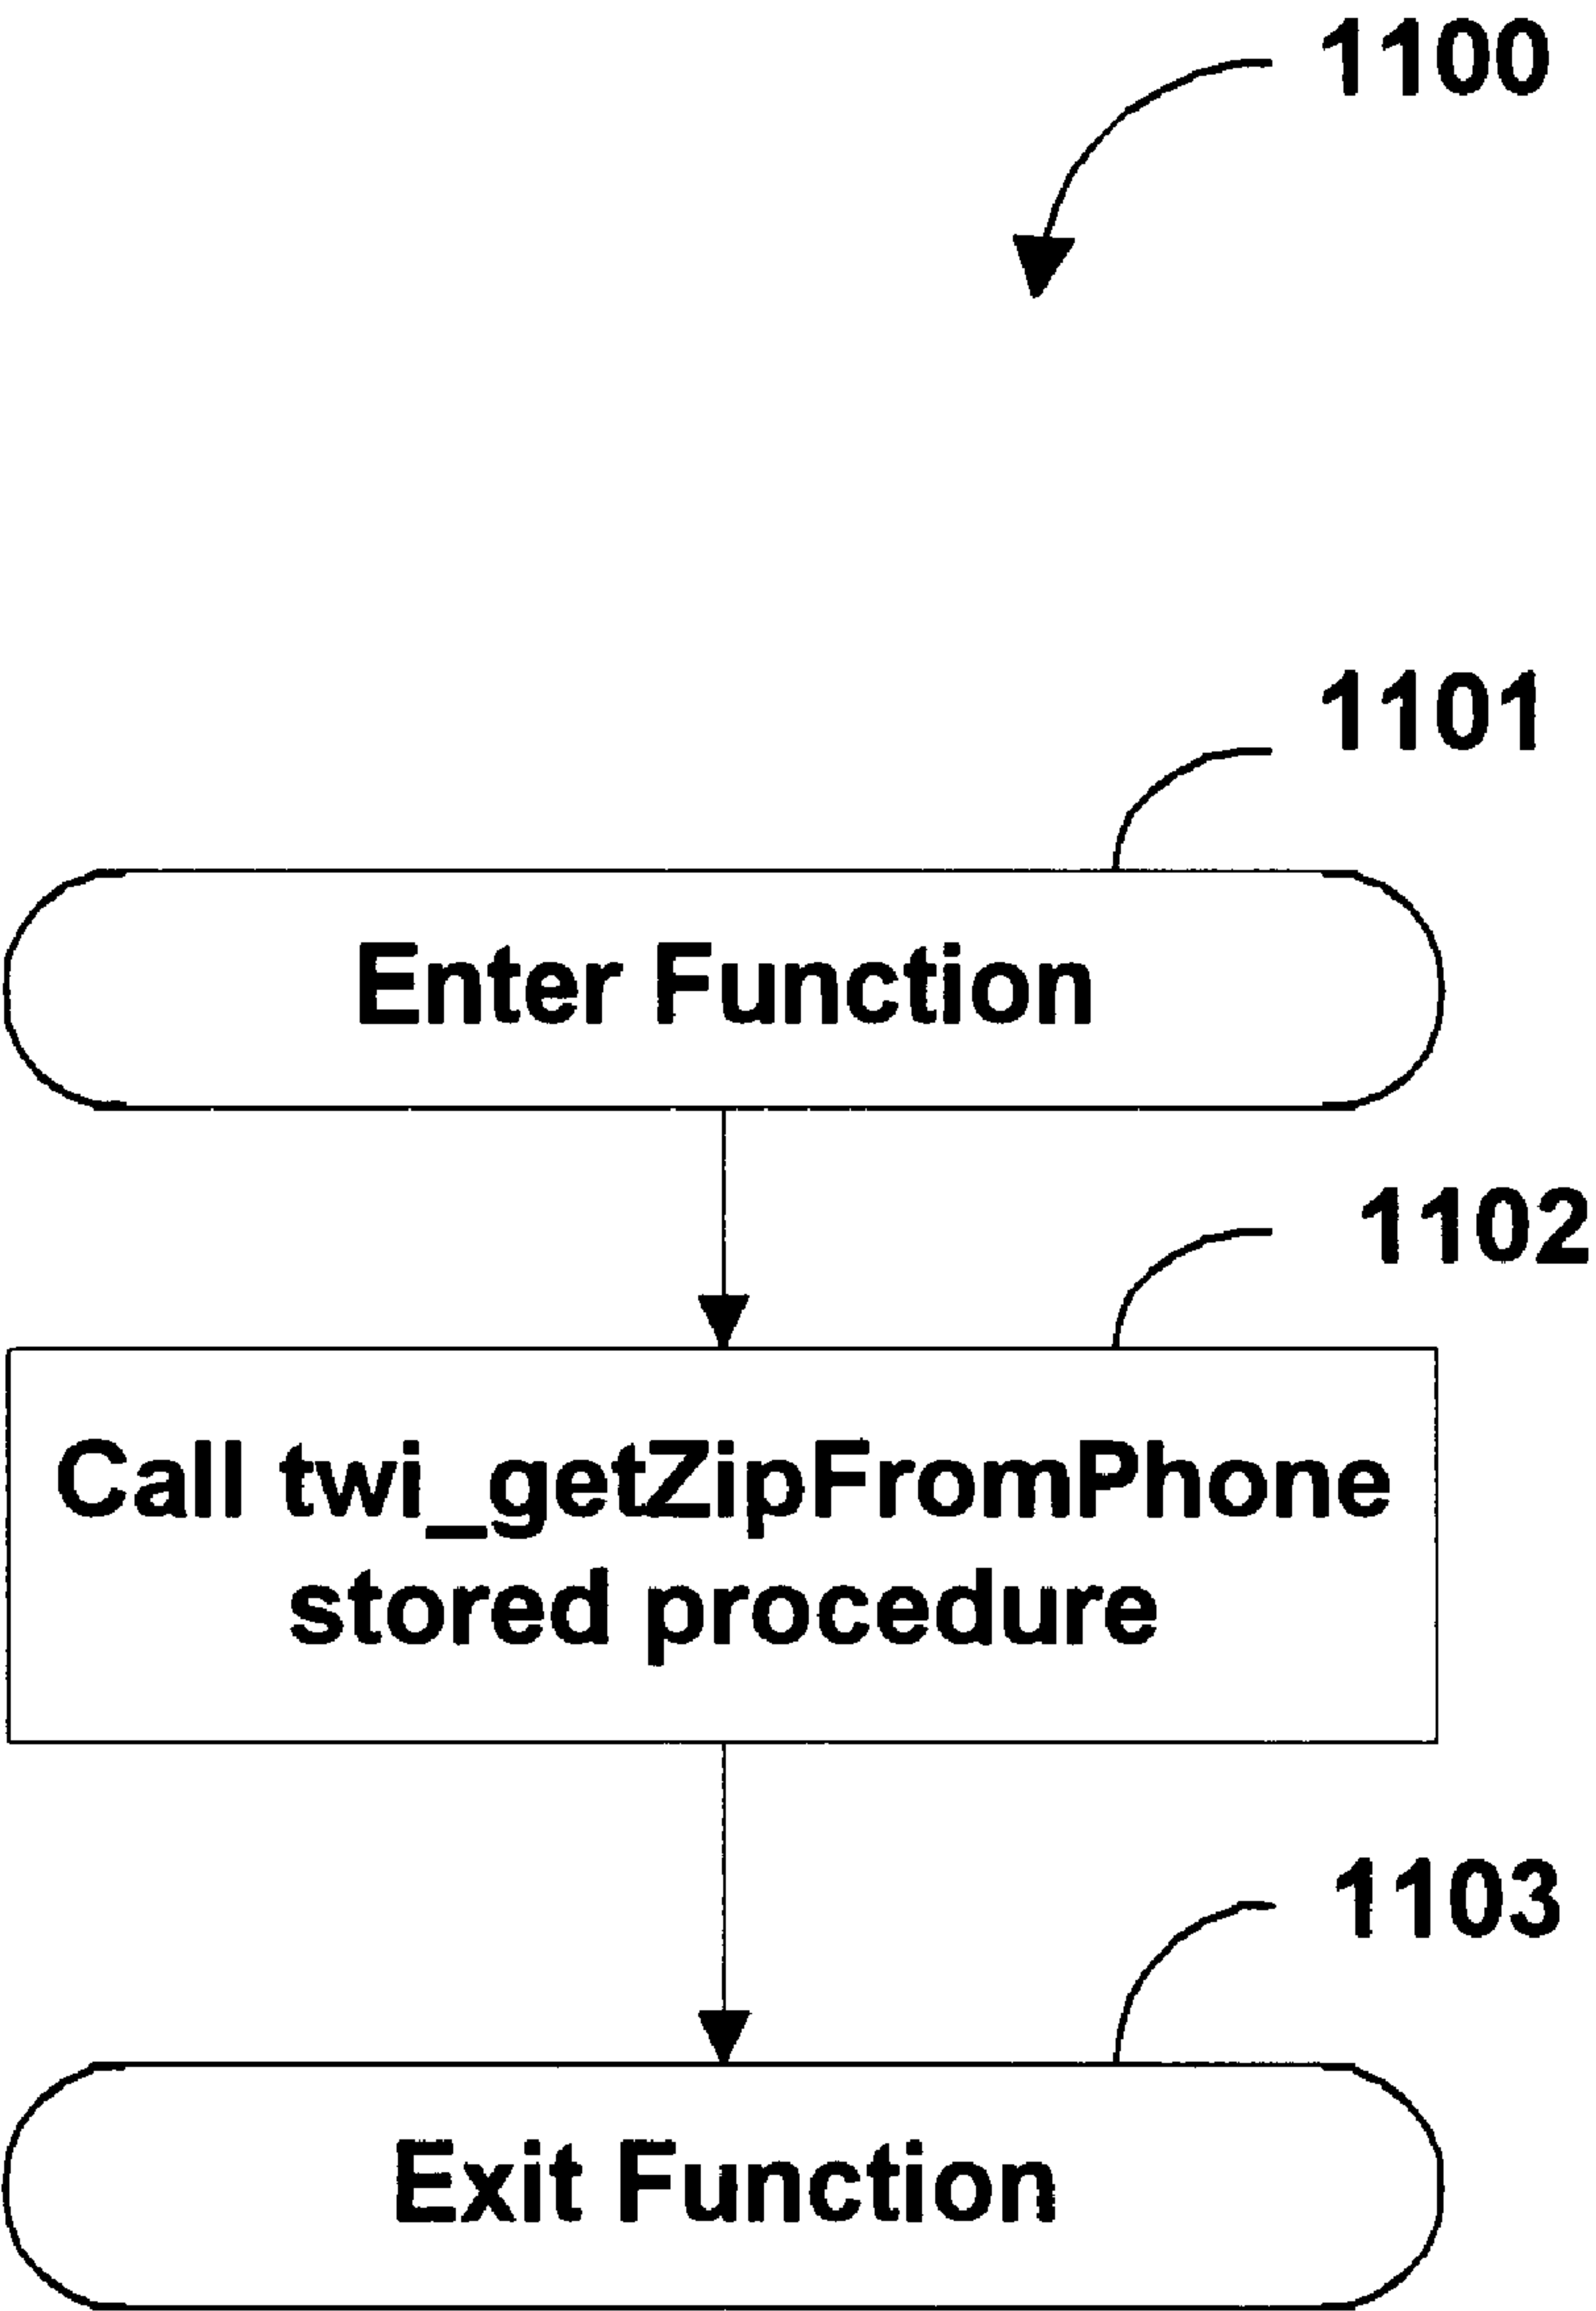 1100
1101
Enter Function
1102
Call twi_getZipFromPhone
stored procedure
1103
Exit Function